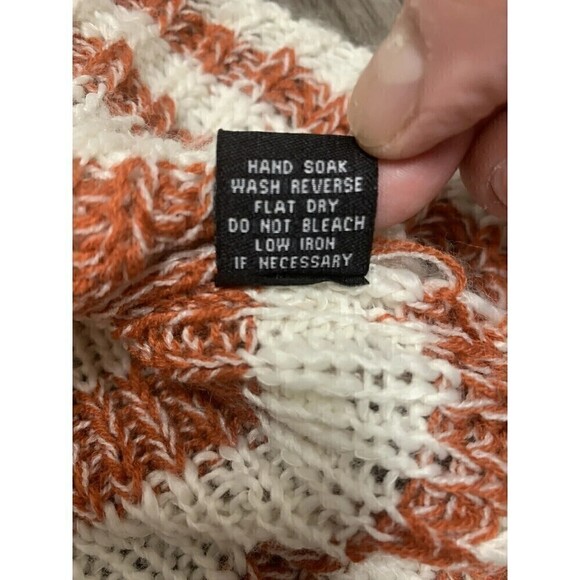 HAND SOAK
WASH REVERSE
FLAT DRY
DO NOT BLEACH
LOW IRON
IF NECESSARY